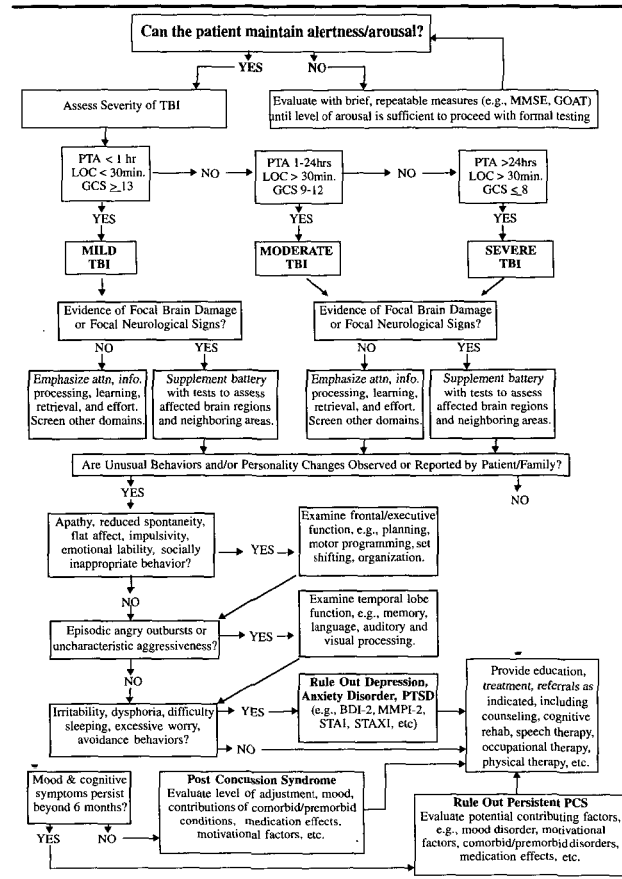 Can the patient maintain alertness/arousal?
YES
NO
Assess Severity of TBI
Evaluate with brief, repeatable measures (e.g., MMSE, GOAT)
until level of arousal is sufficient to proceed with formal testing
PTA < 1 hr
LOC < 30min.
GCS ≥ 13
NO
PTA 1-24hrs
LOC > 30min.
GCS 9-12
NO
PTA >24hrs
LOC > 30min.
GCS ≤ 8
YES
YES
YES
MILD
TBI
MODERATE
TBI
SEVERE
TBI
Evidence of Focal Brain Damage
or Focal Neurological Signs?
Evidence of Focal Brain Damage
or Focal Neurological Signs?
NO
YES
NO
YES
Emphasize attn, info.
processing, learning,
retrieval, and effort.
Screen other domains.
Supplement battery
with tests to assess
affected brain regions
and neighboring areas.
Emphasize attn, info.
processing, learning,
retrieval, and effort.
Screen other domains.
Supplement battery
with tests to assess
affected brain regions
and neighboring areas.
Are Unusual Behaviors and/or Personality Changes Observed or Reported by Patient/Family?
YES
NO
Apathy, reduced spontaneity,
flat affect, impulsivity,
emotional lability, socially
inappropriate behavior?
YES
Examine frontal/executive
function, e.g., planning,
motor programming, set
shifting, organization.
NO
Episodic angry outbursts or
uncharacteristic aggressiveness?
YES
Examine temporal lobe
function, e.g., memory,
language, auditory and
visual processing.
NO
Irritability, dysphoria, difficulty
sleeping, excessive worry,
avoidance behaviors?
YES
NO
Rule Out Depression,
Anxiety Disorder, PTSD
(e.g., BDI-2, MMPI-2,
STAI, STAXI, etc)
Provide education,
treatment, referrals as
indicated, including
counseling, cognitive
rehab, speech therapy,
occupational therapy,
physical therapy, etc.
Mood & cognitive
symptoms persist
beyond 6 months?
YES
NO
Post Concussion Syndrome
Evaluate level of adjustment, mood,
contributions of comorbid/premorbid
conditions, medication effects,
motivational factors, etc.
Rule Out Persistent PCS
Evaluate potential contributing factors,
e.g., mood disorder, motivational
factors, comorbid/premorbid disorders,
medication effects, etc.